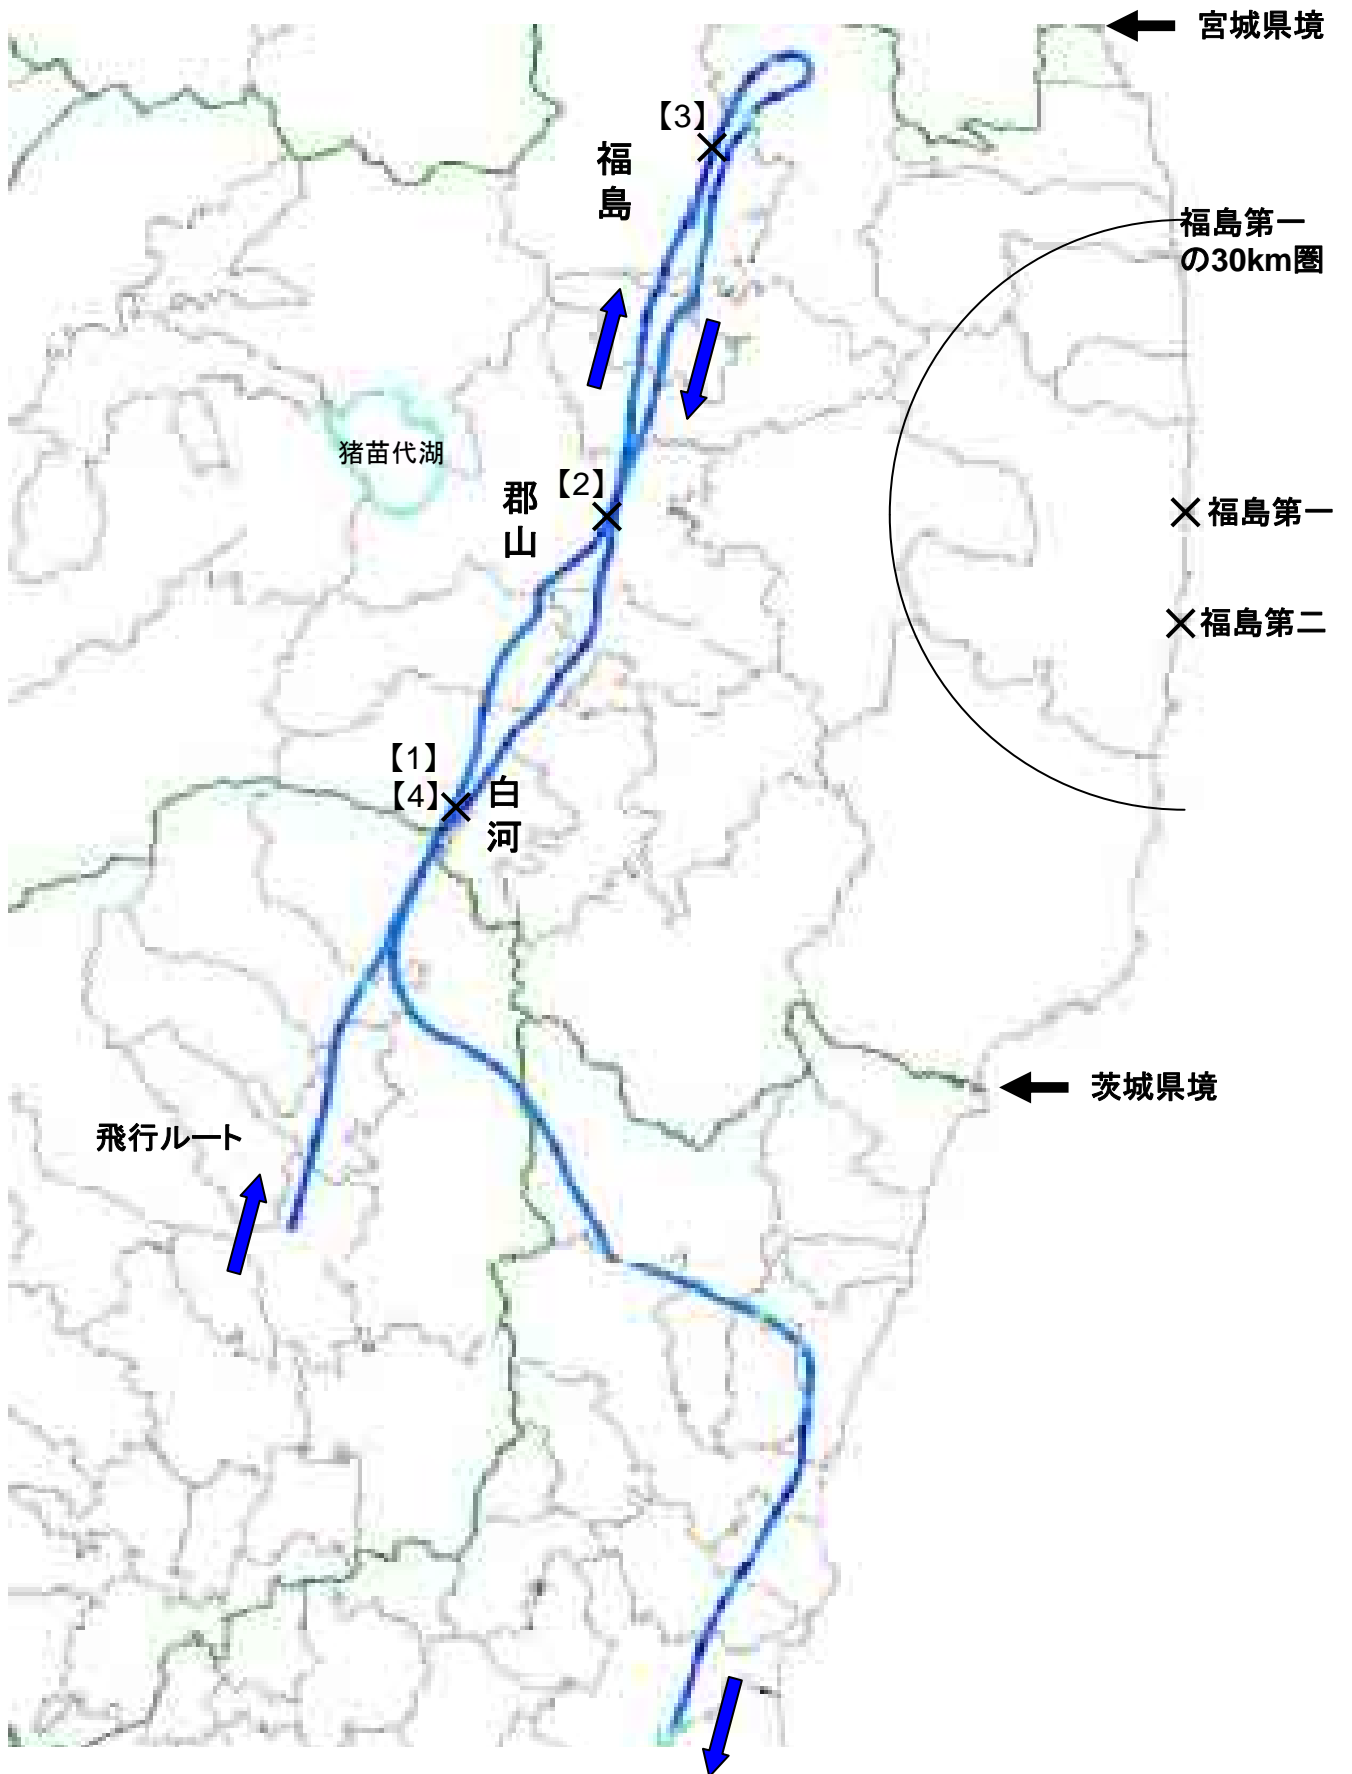 宮城県境
【3】
福島
福島第一
の30km圏
猪苗代湖
【2】
郡山
福島第一
福島第二
【1】
【4】
白河
茨城県境
飛行ルート